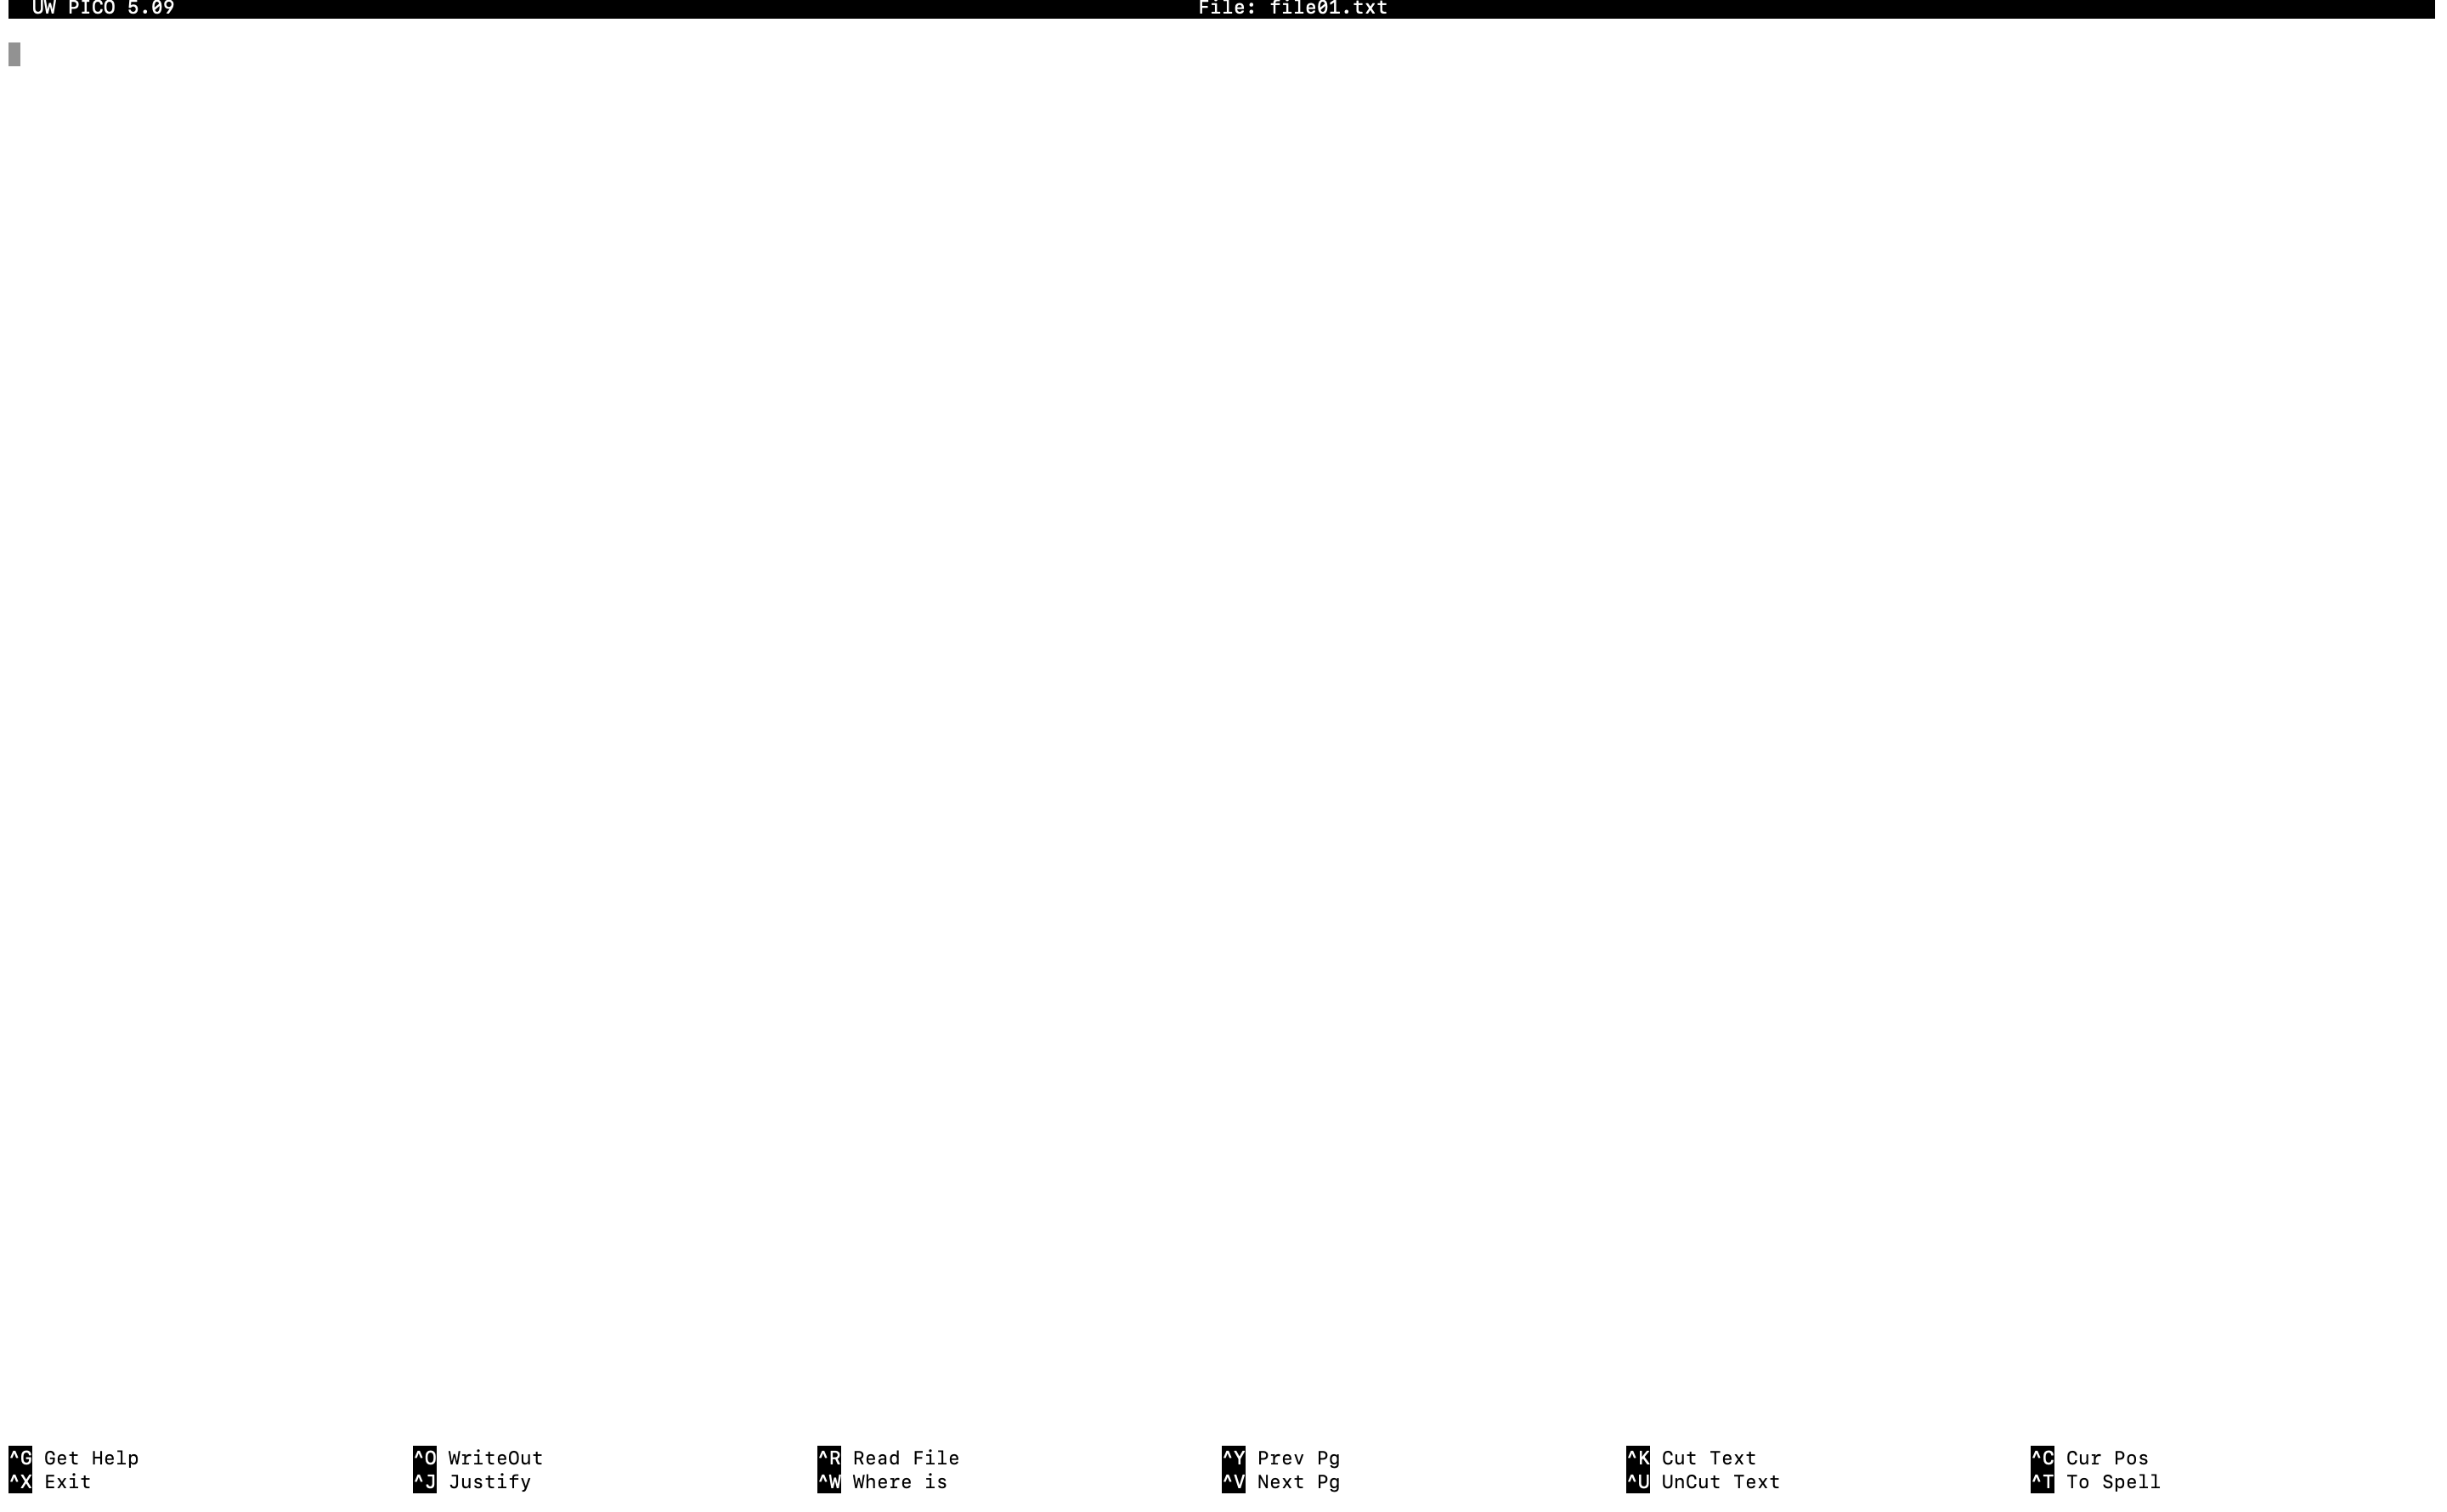 UW PICO 5.09 File: file01.txt
^G Get Help ^O WriteOut ^R Read File ^Y Prev Pg ^K Cut Text ^C Cur Pos
^X Exit ^J Justify ^W Where is ^V Next Pg ^U UnCut Text ^T To Spell